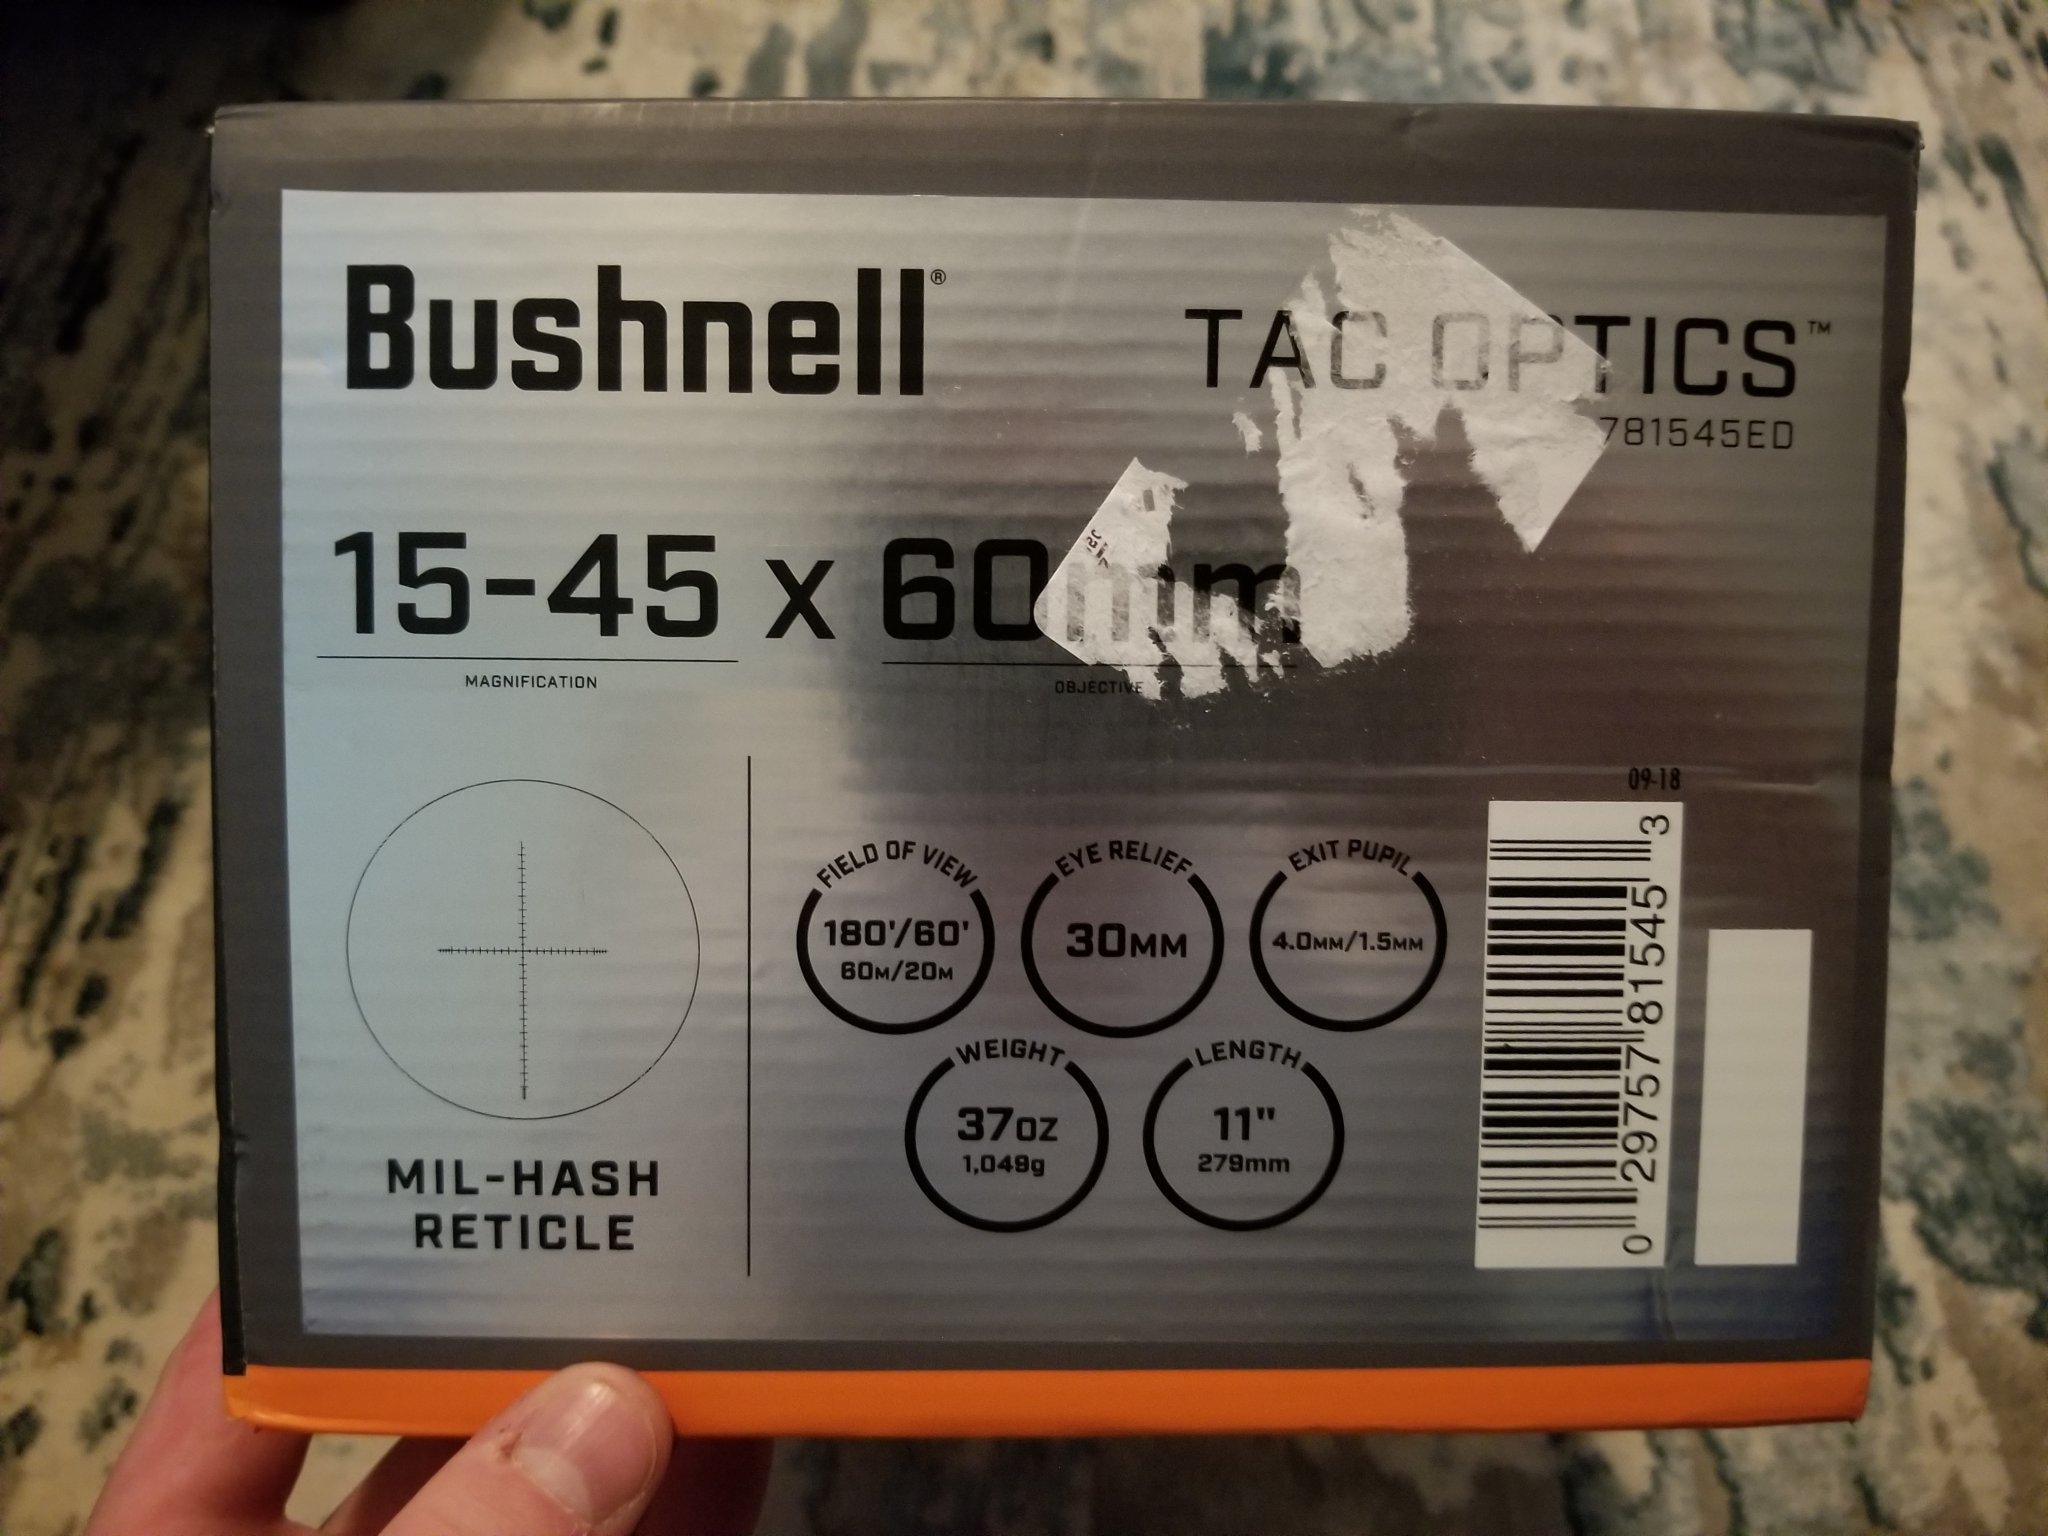 Bushnell®
TAC OPTICS™
781545ED
15-45 x 60mm
MAGNIFICATION
OBJECTIVE
MIL-HASH
RETICLE
FIELD OF VIEW
180'/60'
60M/20M
EYE RELIEF
30MM
EXIT PUPIL
4.0MM/1.5MM
WEIGHT
37OZ
1,049g
LENGTH
11"
279mm
09-18
0 29757 81545 3